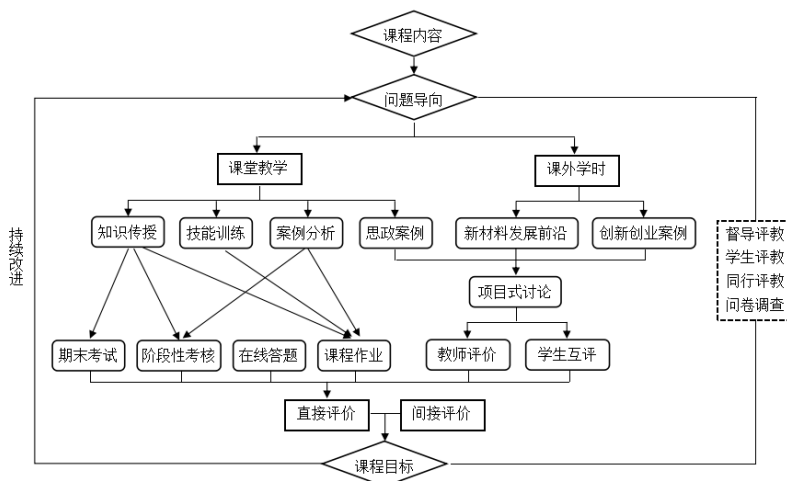 课程内容
问题导向
课堂教学
课外学时
知识传授
技能训练
案例分析
思政案例
新材料发展前沿
创新创业案例
持续改进
督导评教
学生评教
同行评教
问卷调查
项目式讨论
期末考试
阶段性考核
在线答题
课程作业
教师评价
学生互评
直接评价
间接评价
课程目标